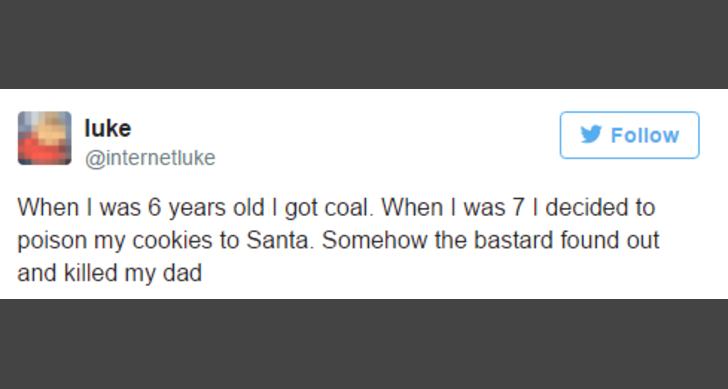 luke
Follow
@internetluke
When I was 6 years old I got coal. When I was 7 I decided to
poison my cookies to Santa. Somehow the bastard found out
and killed my dad